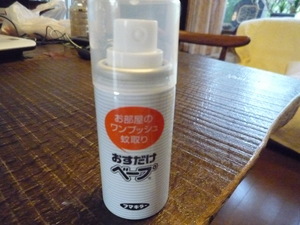 お部屋の
ワンプッシュ
蚊取り
おすだけ
ベープ
フマキラー